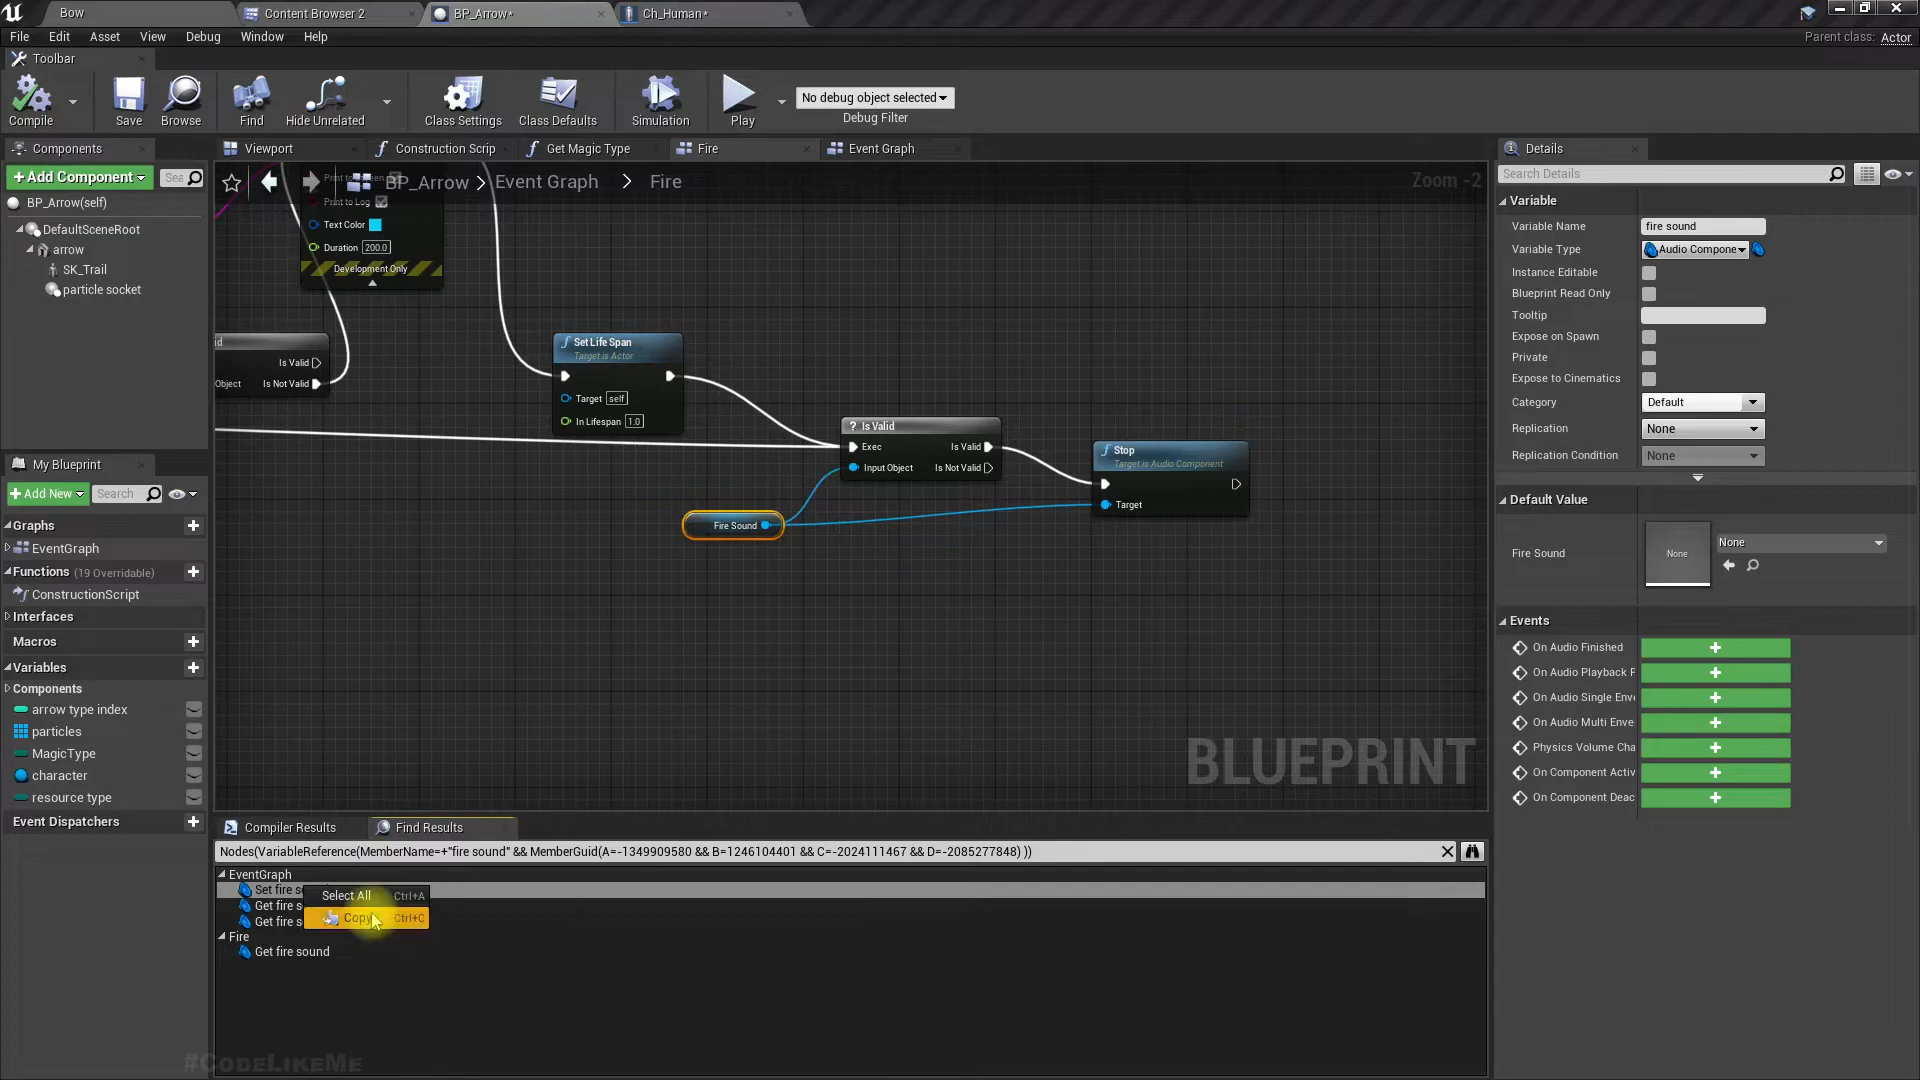 Bow
Content Browser 2
BP_Arrow*
Ch_Human*
File Edit Asset View Window Debug Help
Parent class: Actor
Toolbar
Compile
Save
Browse
Find
Hide Unrelated
Class Settings
Class Defaults
Simulation
Play
No debug object selected
Debug Filter
Components
Viewport
Construction Scrip
Get Magic Type
Fire
Event Graph
Details
+Add Component
Sea
BP_Arrow > Event Graph > Fire
Zoom -2
Search Details
BP_Arrow(self)
DefaultSceneRoot
arrow
SK_Trail
particle socket
Print to Log
Text Color
Duration 200.0
Development Only
Set Life Span
Target is Actor
Target self
In Lifespan 1.0
id
Is Valid
Object
Is Not Valid
? Is Valid
Exec
Is Valid
Input Object
Is Not Valid
Stop
Target is Audio Component
Target
Fire Sound
BLUEPRINT
Variable
Variable Name fire sound
Variable Type Audio Compone
Instance Editable
Blueprint Read Only
Tooltip
Expose on Spawn
Private
Expose to Cinematics
Category Default
Replication None
Replication Condition None
Default Value
Fire Sound None None
Events
On Audio Finished
On Audio Playback F
On Audio Single Enve
On Audio Multi Enve
Physics Volume Cha
On Component Activ
On Component Deac
My Blueprint
+Add New
Search
Graphs
EventGraph
Functions (19 Overridable)
ConstructionScript
Interfaces
Macros
Variables
Components
arrow type index
particles
MagicType
character
resource type
Event Dispatchers
Compiler Results
Find Results
Nodes(VariableReference(MemberName=+"fire sound" && MemberGuid(A=-1349909580 && B=1246104401 && C=-2024111467 && D=-2085277848) ))
EventGraph
Set fire s
Select All Ctrl+A
Get fire s
Copy Ctrl+C
Get fire s
Fire
Get fire sound
#CodeLikeMe